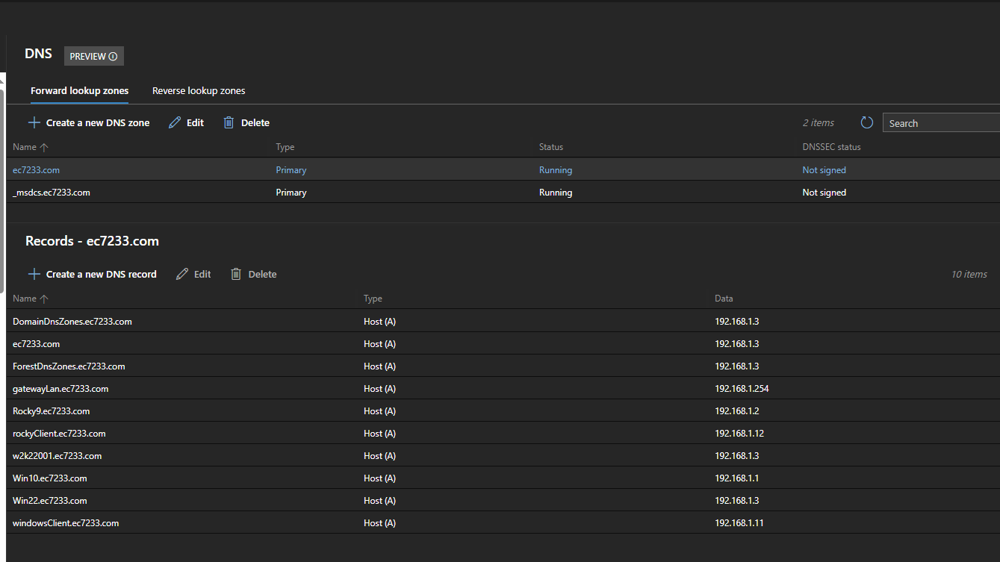 DNS PREVIEW
Forward lookup zones Reverse lookup zones
Create a new DNS zone Edit Delete 2 items Search
Name Type Status DNSSEC status
ec7233.com Primary Running Not signed
_msdcs.ec7233.com Primary Running Not signed
Records - ec7233.com
Create a new DNS record Edit Delete 10 items
Name Type Data
DomainDnsZones.ec7233.com Host (A) 192.168.1.3
ec7233.com Host (A) 192.168.1.3
ForestDnsZones.ec7233.com Host (A) 192.168.1.3
gatewayLan.ec7233.com Host (A) 192.168.1.254
Rocky9.ec7233.com Host (A) 192.168.1.2
rockyClient.ec7233.com Host (A) 192.168.1.12
w2k22001.ec7233.com Host (A) 192.168.1.3
Win10.ec7233.com Host (A) 192.168.1.1
Win22.ec7233.com Host (A) 192.168.1.3
windowsClient.ec7233.com Host (A) 192.168.1.11